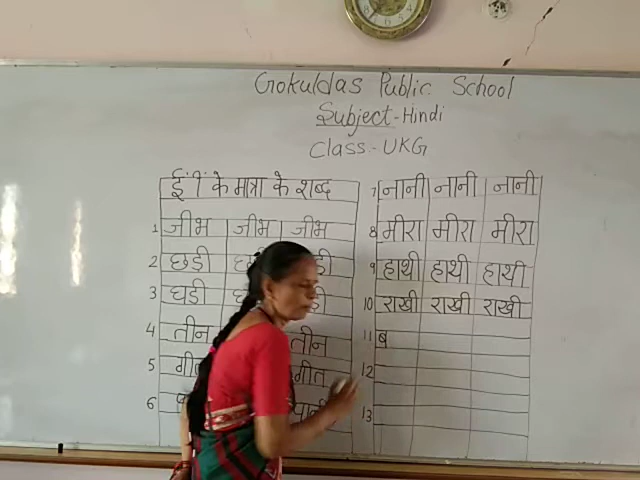 Gokuldas Public School
Subject-Hindi
Class-UKG
ई ी के मात्रा के शब्द
1 जीभ जीभ जीभ
2 छड़ी
3 घड़ी
4 तीन तीन
5 गीत
6
7 नानी नानी नानी
8 मीरा मीरा मीरा
9 हाथी हाथी हाथी
10 राखी राखी राखी
11 ब
12
13